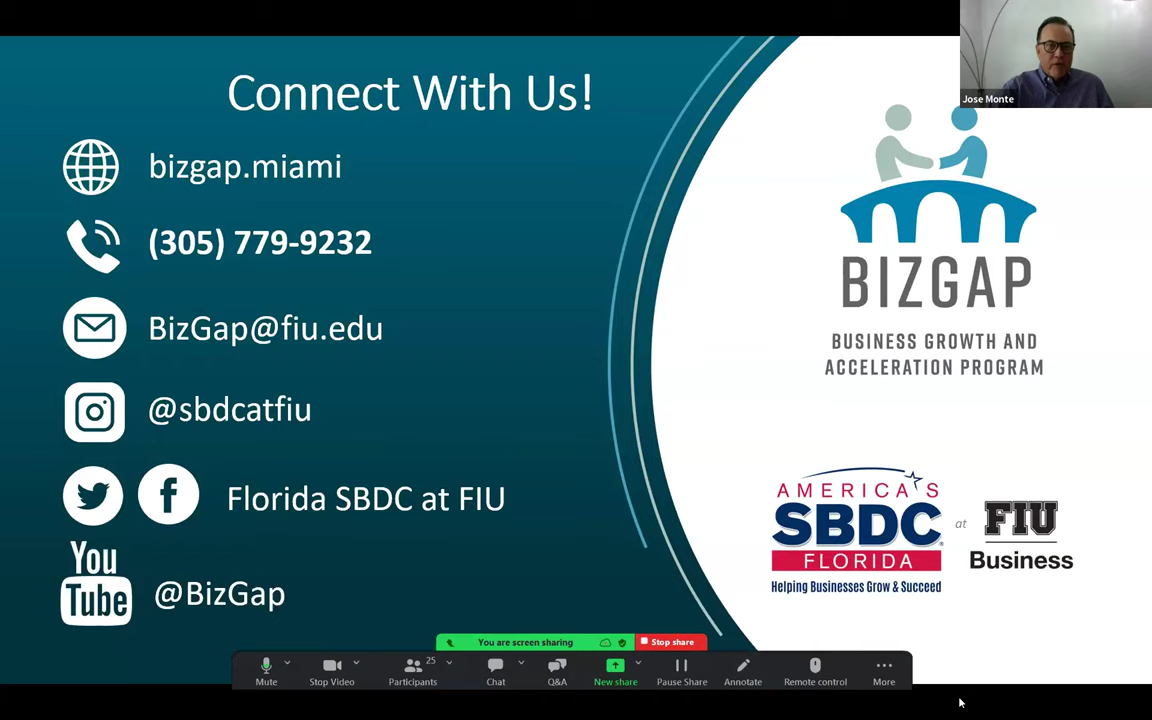 Jose Monte
Connect With Us!
bizgap.miami
(305) 779-9232
BizGap@fiu.edu
@sbdcatfiu
Florida SBDC at FIU
You
Tube
@BizGap
BIZGAP
BUSINESS GROWTH AND
ACCELERATION PROGRAM
AMERICA'S
SBDC
FLORIDA
Helping Businesses Grow & Succeed
at
FIU
Business
You are screen sharing
Stop share
Mute
Stop Video
Participants
25
Chat
Q&A
New share
Pause Share
Annotate
Remote control
More